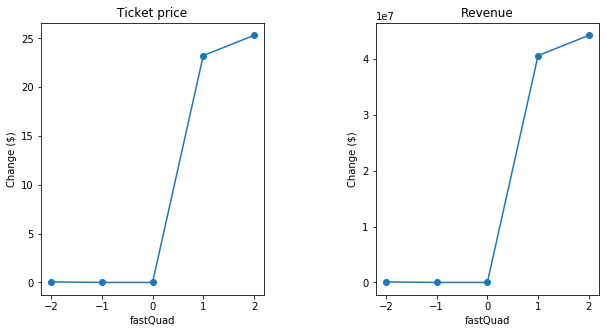 Ticket price
25
20
15
10
5
0
Change ($)
−2 −1 0 1 2
fastQuad
Revenue
1e7
4
3
2
1
0
Change ($)
−2 −1 0 1 2
fastQuad